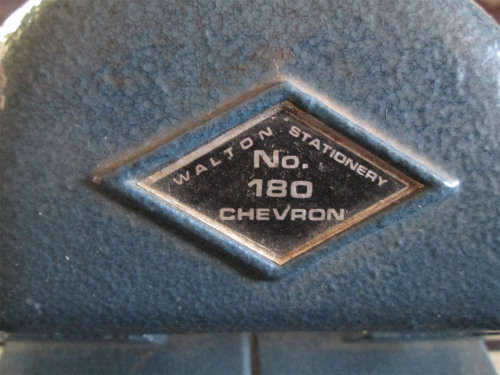 WALTON STATIONERY
No.
180
CHEVRON